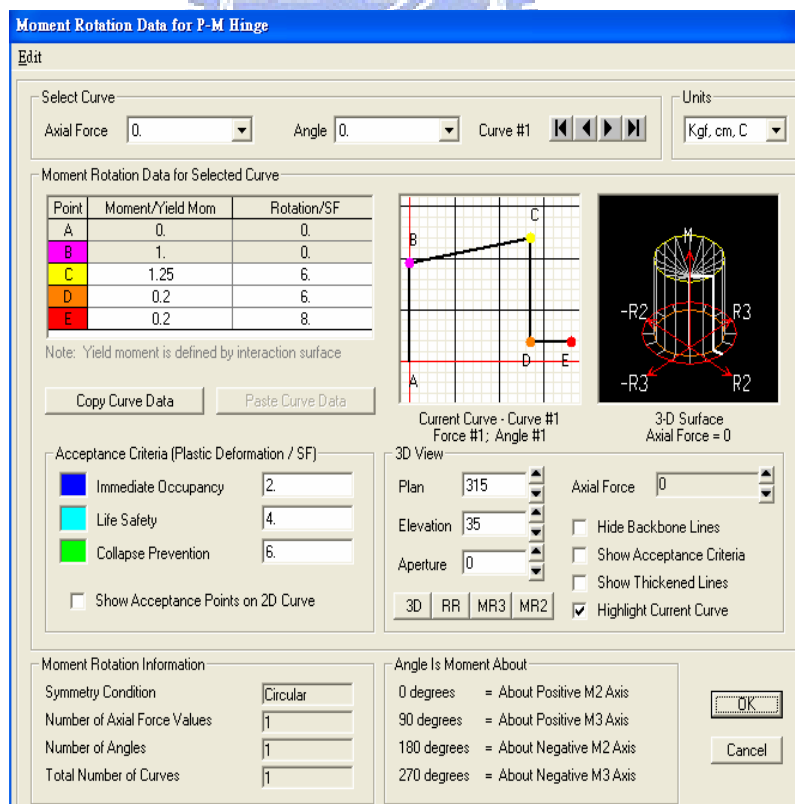 Moment Rotation Data for P-M Hinge
Edit
Select Curve
Axial Force 0. Angle 0. Curve #1
Units
Kgf, cm, C
Moment Rotation Data for Selected Curve
Point Moment/Yield Mom Rotation/SF
A 0. 0.
B 1. 0.
C 1.25 6.
D 0.2 6.
E 0.2 8.
Note: Yield moment is defined by interaction surface
Copy Curve Data Paste Curve Data
C
B
D E
A
Current Curve - Curve #1
Force #1; Angle #1
M
-R2 R3
-R3 R2
3-D Surface
Axial Force = 0
Acceptance Criteria (Plastic Deformation / SF)
Immediate Occupancy 2.
Life Safety 4.
Collapse Prevention 6.
Show Acceptance Points on 2D Curve
3D View
Plan 315
Elevation 35
Aperture 0
3D RR MR3 MR2
Axial Force 0
Hide Backbone Lines
Show Acceptance Criteria
Show Thickened Lines
Highlight Current Curve
Moment Rotation Information
Symmetry Condition Circular
Number of Axial Force Values 1
Number of Angles 1
Total Number of Curves 1
Angle Is Moment About
0 degrees = About Positive M2 Axis
90 degrees = About Positive M3 Axis
180 degrees = About Negative M2 Axis
270 degrees = About Negative M3 Axis
OK
Cancel